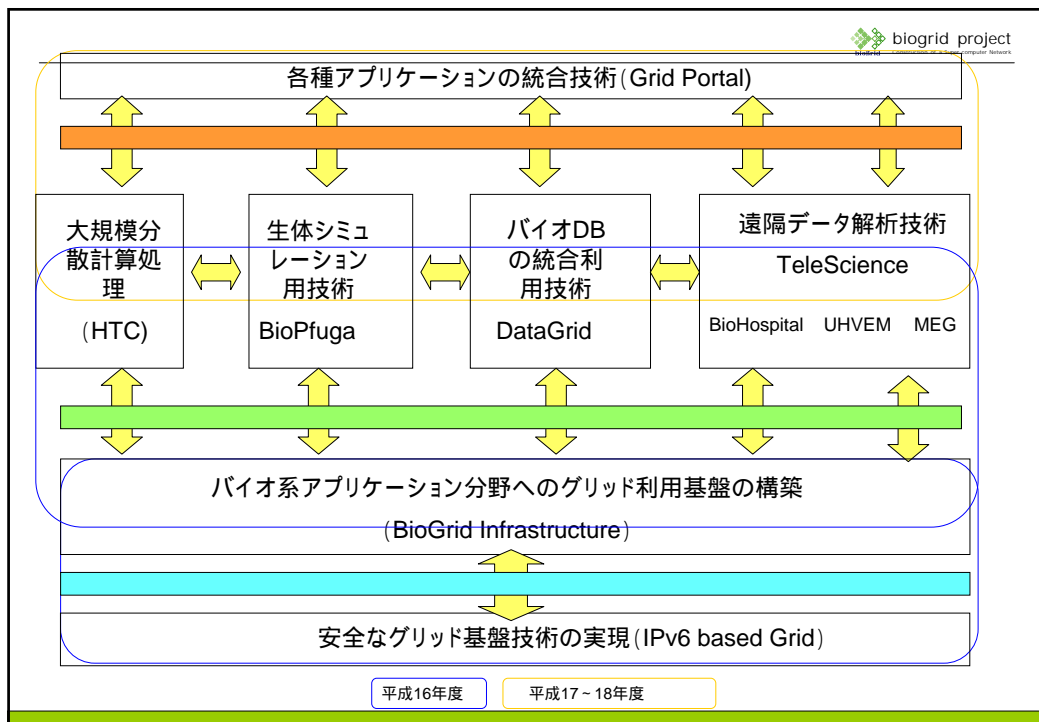 biogrid project
bioGrid
Construction of a Super computer Network
各種アプリケーションの統合技術(Grid Portal)
大規模分
散計算処
理
(HTC)
生体シミュ
レーション
用技術
BioPfuga
バイオDB
の統合利
用技術
DataGrid
遠隔データ解析技術
TeleScience
BioHospital UHVEM MEG
バイオ系アプリケーション分野へのグリッド利用基盤の構築
(BioGrid Infrastructure)
安全なグリッド基盤技術の実現(IPv6 based Grid)
平成16年度
平成17~18年度